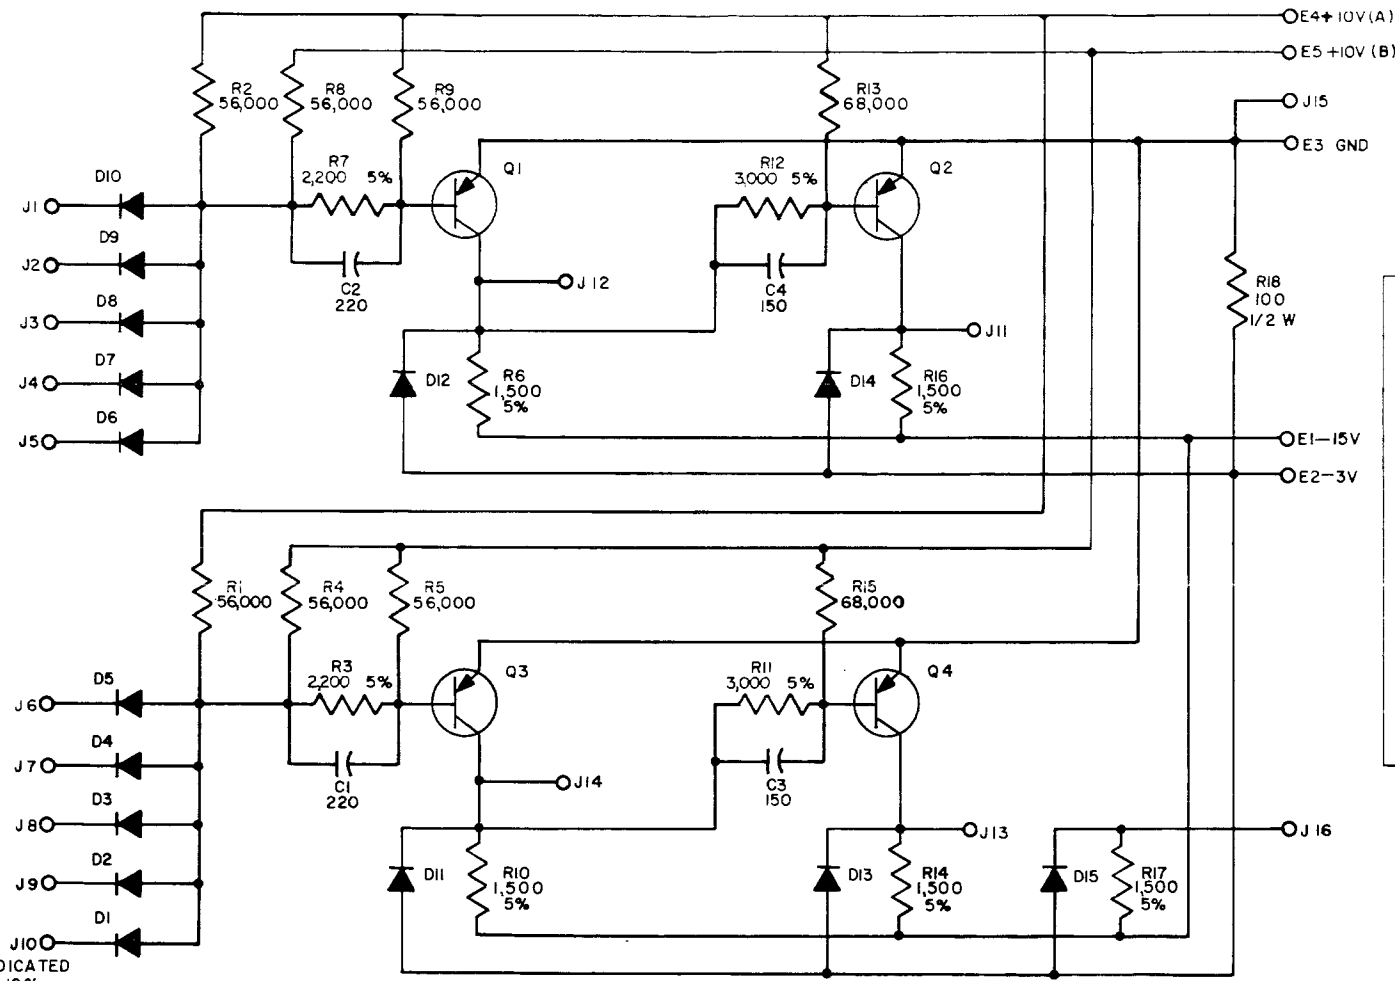 E4+10V(A)
E5+10V(B)
R2
56,000
R8
56,000
R9
56,000
R13
68,000
J15
E3 GND
D10
R7
2,200 5%
Q1
R12
3,000 5%
Q2
J1
D9
J2
C2
220
J12
C4
150
R18
100
1/2 W
D8
J3
J11
D7
J4
D12
R6
1,500
5%
D14
R16
1,500
5%
D6
J5
E1-15V
E2-3V
R1
56,000
R4
56,000
R5
56,000
R15
68,000
D5
R3
2,200 5%
Q3
R11
3,000 5%
Q4
J6
D4
J7
C1
220
J14
C3
150
D3
J8
J13
J16
D2
J9
D11
R10
1,500
5%
D13
R14
1,500
5%
D15
R17
1,500
5%
D1
J10
DICATED